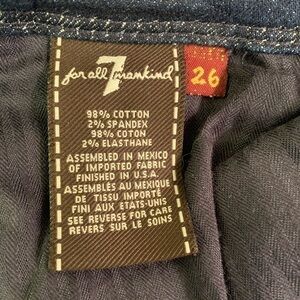 for all 7 mankind
26
98% COTTON
2% SPANDEX
98% COTON
2% ELASTHANE
ASSEMBLED IN MEXICO
OF IMPORTED FABRIC
FINISHED IN U.S.A.
ASSEMBLÉS AU MEXIQUE
DE TISSU IMPORTÉ
FINI AUX ETATS-UNIS
SEE REVERSE FOR CARE
REVERS SUR LE SOINS